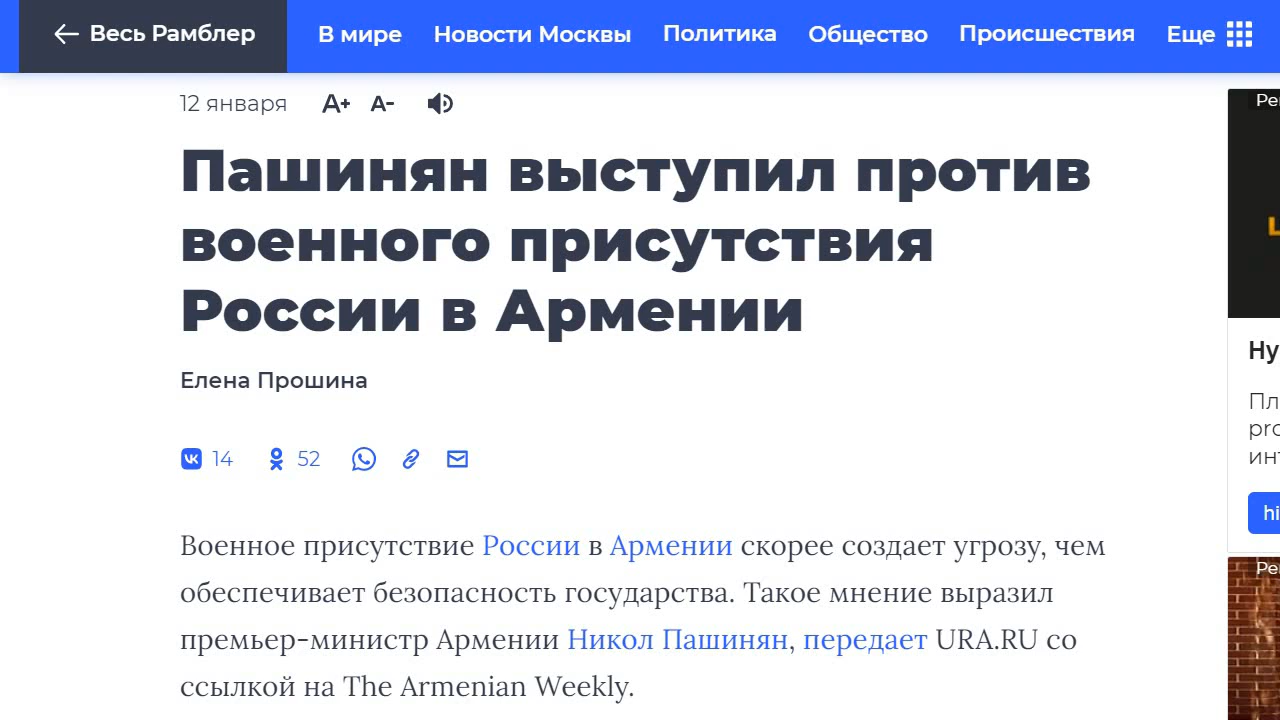 Весь Рамблер В мире Новости Москвы Политика Общество Происшествия Еще
12 января A+ A-
Пашинян выступил против
военного присутствия
России в Армении
Елена Прошина
14 52
Военное присутствие России в Армении скорее создает угрозу, чем
обеспечивает безопасность государства. Такое мнение выразил
премьер-министр Армении Никол Пашинян, передает URA.RU со
ссылкой на The Armenian Weekly.